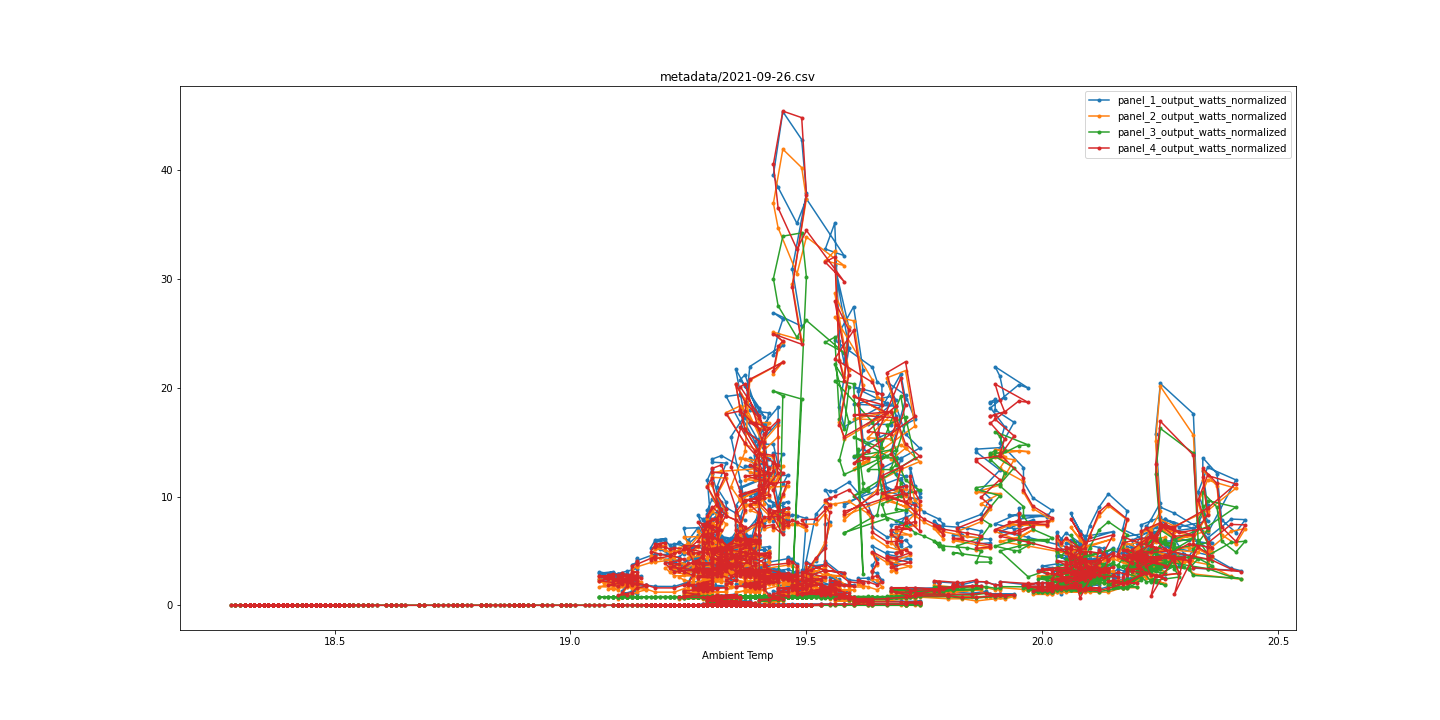 metadata/2021-09-26.csv
panel_1_output_watts_normalized
panel_2_output_watts_normalized
panel_3_output_watts_normalized
panel_4_output_watts_normalized
40
30
20
10
0
18.5 19.0 19.5 20.0 20.5
Ambient Temp